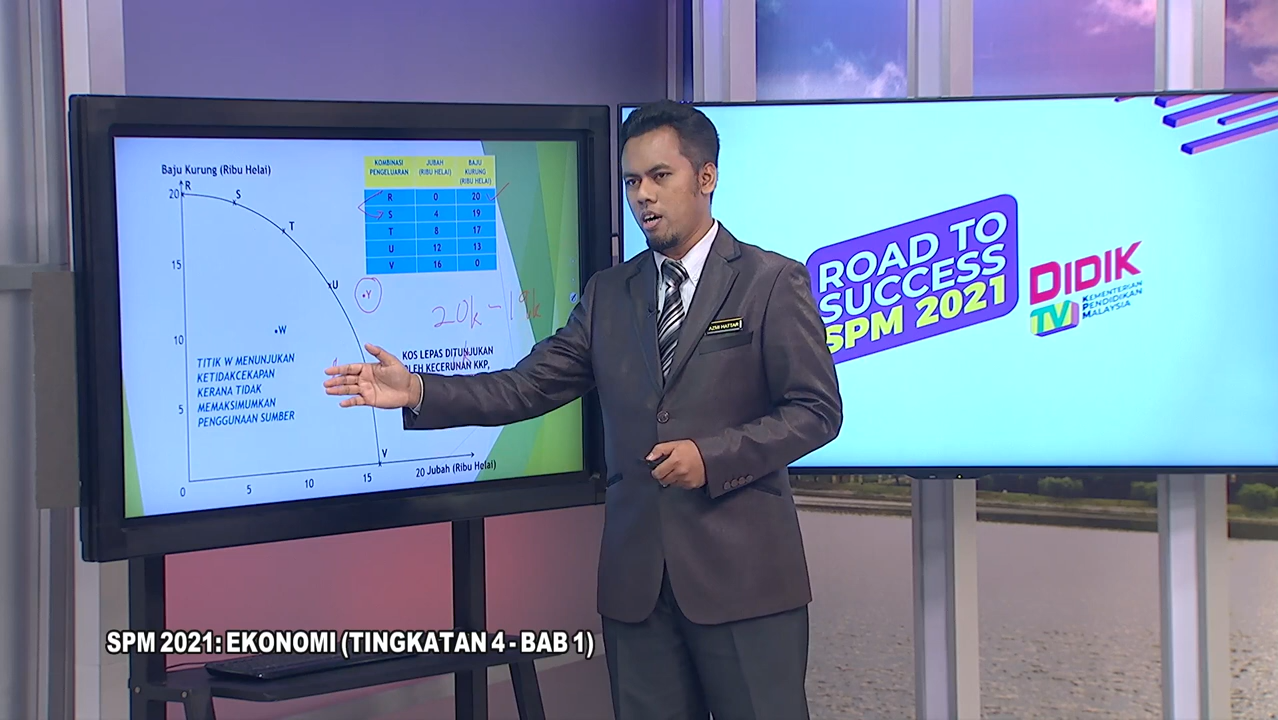 Baju Kurung (Ribu Helai)
R
20
S
T
15
U
Y
10
W
5
V
0
5
15
20 Jubah (Ribu Helai)
TITIK W MENUNJUKAN
KETIDAKCEKAPAN
KERANA TIDAK
MEMAKSIMUMKAN
PENGGUNAAN SUMBER
KOMBINASI PENGELUARAN JUBAH (RIBU HELAI) BAJU KURUNG (RIBU HELAI)
R 0 20
S 4 19
T 8 17
U 12 13
V 16 0
20k - 19k
KOS LEPAS DITUNJUKAN
OLEH KECERUNAN KKP,
AZMI HATTAR
ROAD TO
SUCCESS
SPM 2021
DIDIK
TV
KEMENTERIAN
PENDIDIKAN
MALAYSIA
SPM 2021: EKONOMI (TINGKATAN 4 - BAB 1)